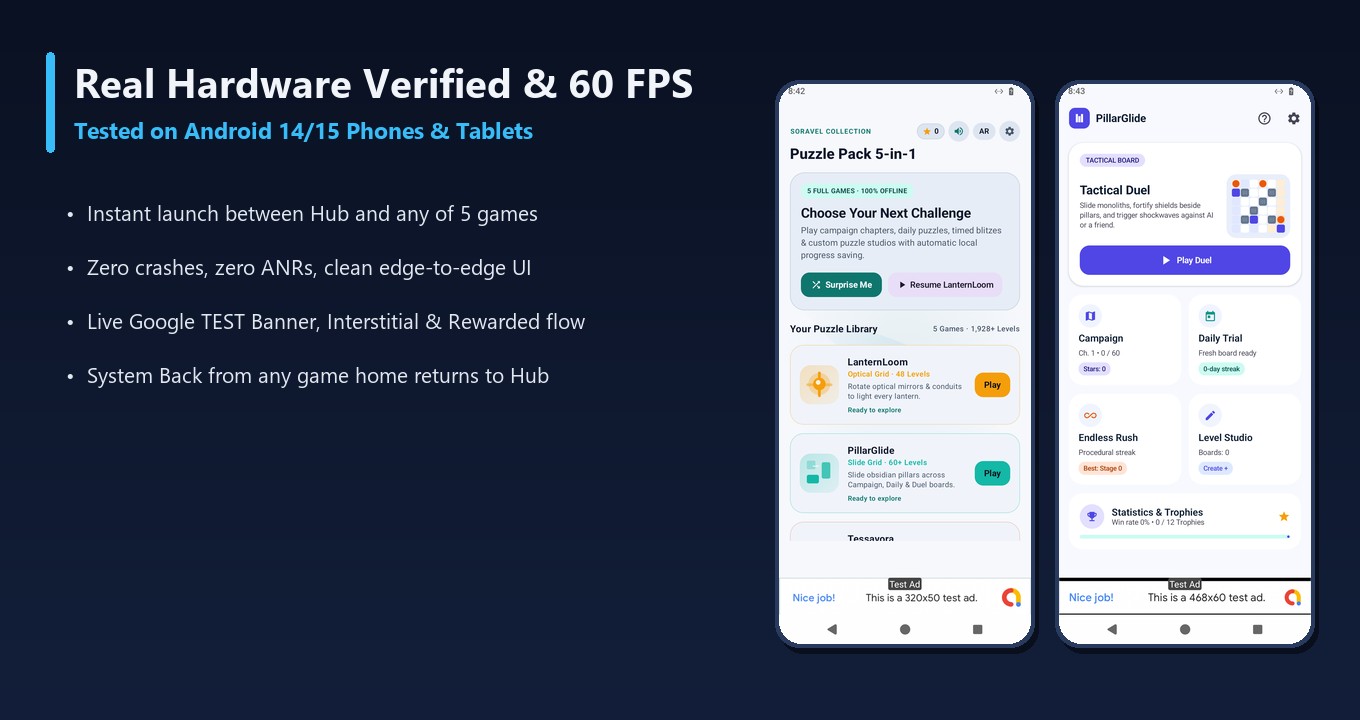 Real Hardware Verified & 60 FPS
Tested on Android 14/15 Phones & Tablets
• Instant launch between Hub and any of 5 games
• Zero crashes, zero ANRs, clean edge-to-edge UI
• Live Google TEST Banner, Interstitial & Rewarded flow
• System Back from any game home returns to Hub
8:42
SORAVEL COLLECTION
0
AR
Puzzle Pack 5-in-1
5 FULL GAMES · 100% OFFLINE
Choose Your Next Challenge
Play campaign chapters, daily puzzles, timed blitzes
& custom puzzle studios with automatic local
progress saving.
Surprise Me
Resume LanternLoom
Your Puzzle Library
5 Games · 1,928+ Levels
LanternLoom
Optical Grid · 48 Levels
Rotate optical mirrors & conduits
to light every lantern.
Ready to explore
Play
PillarGlide
Slide Grid · 60+ Levels
Slide obsidian pillars across
Campaign, Daily & Duel boards.
Ready to explore
Play
Tessavora
Test Ad
Nice job!
This is a 320x50 test ad.
8:43
PillarGlide
TACTICAL BOARD
Tactical Duel
Slide monoliths, fortify shields beside
pillars, and trigger shockwaves against AI
or a friend.
Play Duel
Campaign
Ch. 1 • 0 / 60
Stars: 0
Daily Trial
Fresh board ready
0-day streak
Endless Rush
Procedural streak
Best: Stage 0
Level Studio
Boards: 0
Create +
Statistics & Trophies
Win rate 0% • 0 / 12 Trophies
Test Ad
Nice job!
This is a 468x60 test ad.